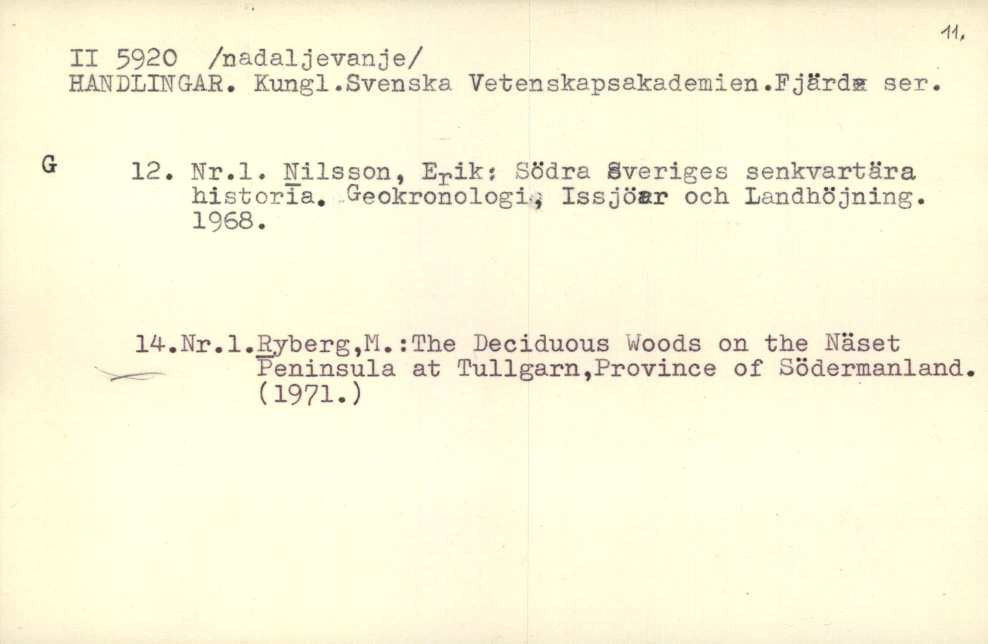 11.
II 5920 /nadaljevanje/
HANDLINGAR. Kungl.Svenska Vetenskapsakademien.Fjärde ser.
G 12. Nr.1. Nilsson, Erik: Södra Sveriges senkvartära
historia. Geokronologi, Issjöar och Landhöjning.
1968.
14.Nr.1.Ryberg,M.:The Deciduous Woods on the Näset
Peninsula at Tullgarn,Province of Södermanland.
(1971.)